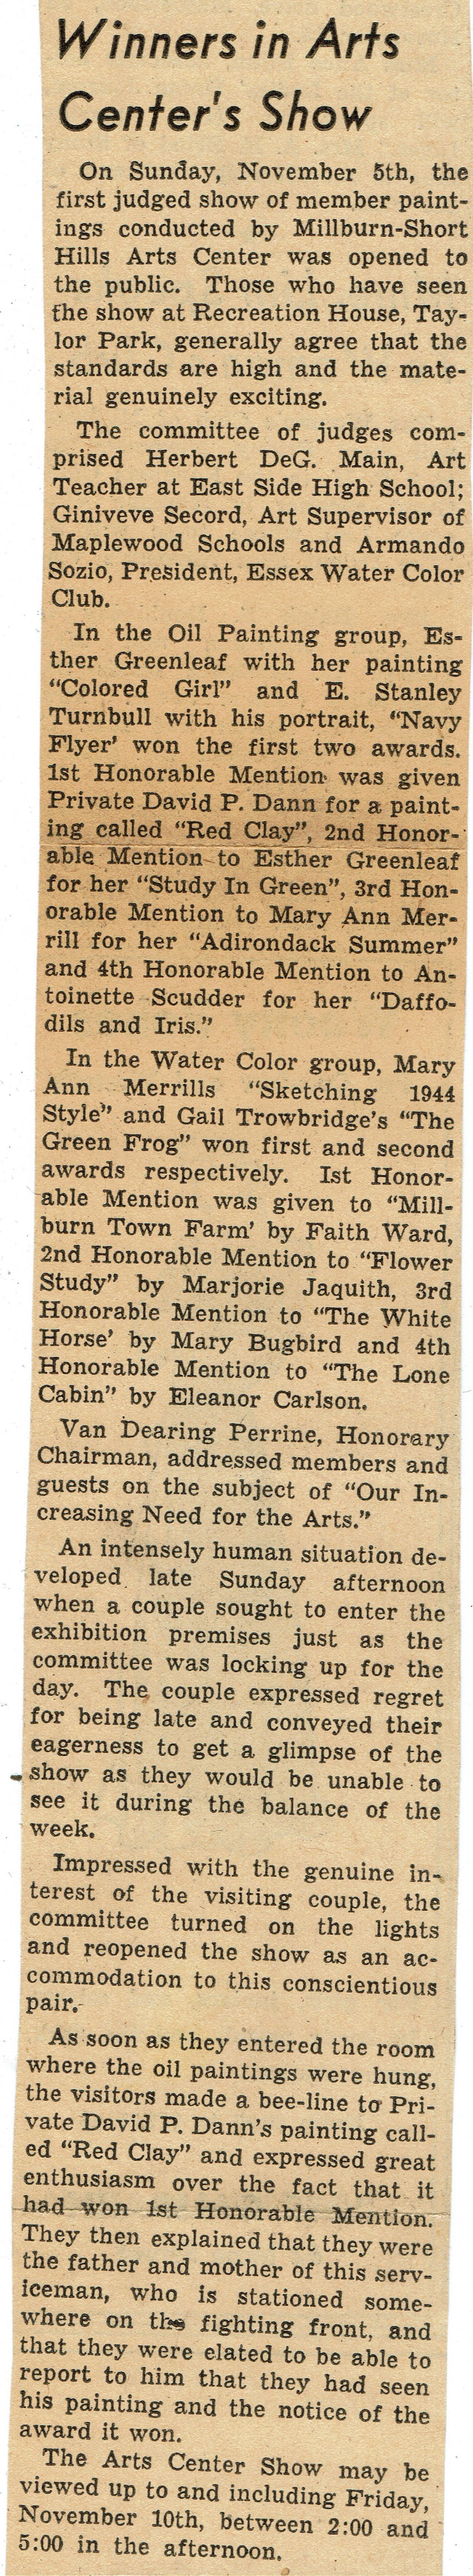 Winners in Arts
Center's Show
On Sunday, November 5th, the
first judged show of member paint-
ings conducted by Millburn-Short
Hills Arts Center was opened to
the public. Those who have seen
the show at Recreation House, Tay-
lor Park, generally agree that the
standards are high and the mate-
rial genuinely exciting.
The committee of judges com-
prised Herbert DeG. Main, Art
Teacher at East Side High School;
Giniveve Secord, Art Supervisor of
Maplewood Schools and Armando
Sozio, President, Essex Water Color
Club.
In the Oil Painting group, Es-
ther Greenleaf with her painting
“Colored Girl” and E. Stanley
Turnbull with his portrait, “Navy
Flyer’ won the first two awards.
1st Honorable Mention was given
Private David P. Dann for a paint-
ing called “Red Clay”, 2nd Honor-
able Mention to Esther Greenleaf
for her “Study In Green”, 3rd Hon-
orable Mention to Mary Ann Mer-
rill for her “Adirondack Summer”
and 4th Honorable Mention to An-
toinette Scudder for her “Daffo-
dils and Iris.”
In the Water Color group, Mary
Ann Merrills “Sketching 1944
Style” and Gail Trowbridge's “The
Green Frog” won first and second
awards respectively. Ist Honor-
able Mention was given to “Mill-
burn Town Farm’ by Faith Ward,
2nd Honorable Mention to “Flower
Study” by Marjorie Jaquith, 3rd
Honorable Mention to “The White
Horse’ by Mary Bugbird and 4th
Honorable Mention to “The Lone
Cabin” by Eleanor Carlson.
Van Dearing Perrine, Honorary
Chairman, addressed members and
guests on the subject of “Our In-
creasing Need for the Arts.”
An intensely human situation de-
veloped late Sunday afternoon
when a couple sought to enter the
exhibition premises just as the
committee was locking up for the
day. The couple expressed regret
for being late and conveyed their
eagerness to get a glimpse of the
show as they would be unable to
see it during the balance of the
week.
Impressed with the genuine in-
terest of the visiting couple, the
committee turned on the lights
and reopened the show as an ac-
commodation to this conscientious
pair.
As soon as they entered the room
where the oil paintings were hung,
the visitors made a bee-line to Pri-
vate David P. Dann's painting call-
ed “Red Clay” and expressed great
enthusiasm over the fact that it
had won 1st Honorable Mention.
They then explained that they were
the father and mother of this serv-
iceman, who is stationed some-
where on the fighting front, and
that they were elated to be able to
report to him that they had seen
his painting and the notice of the
award it won.
The Arts Center Show may be
viewed up to and including Friday,
November 10th, between 2:00 and
5:00 in the afternoon.